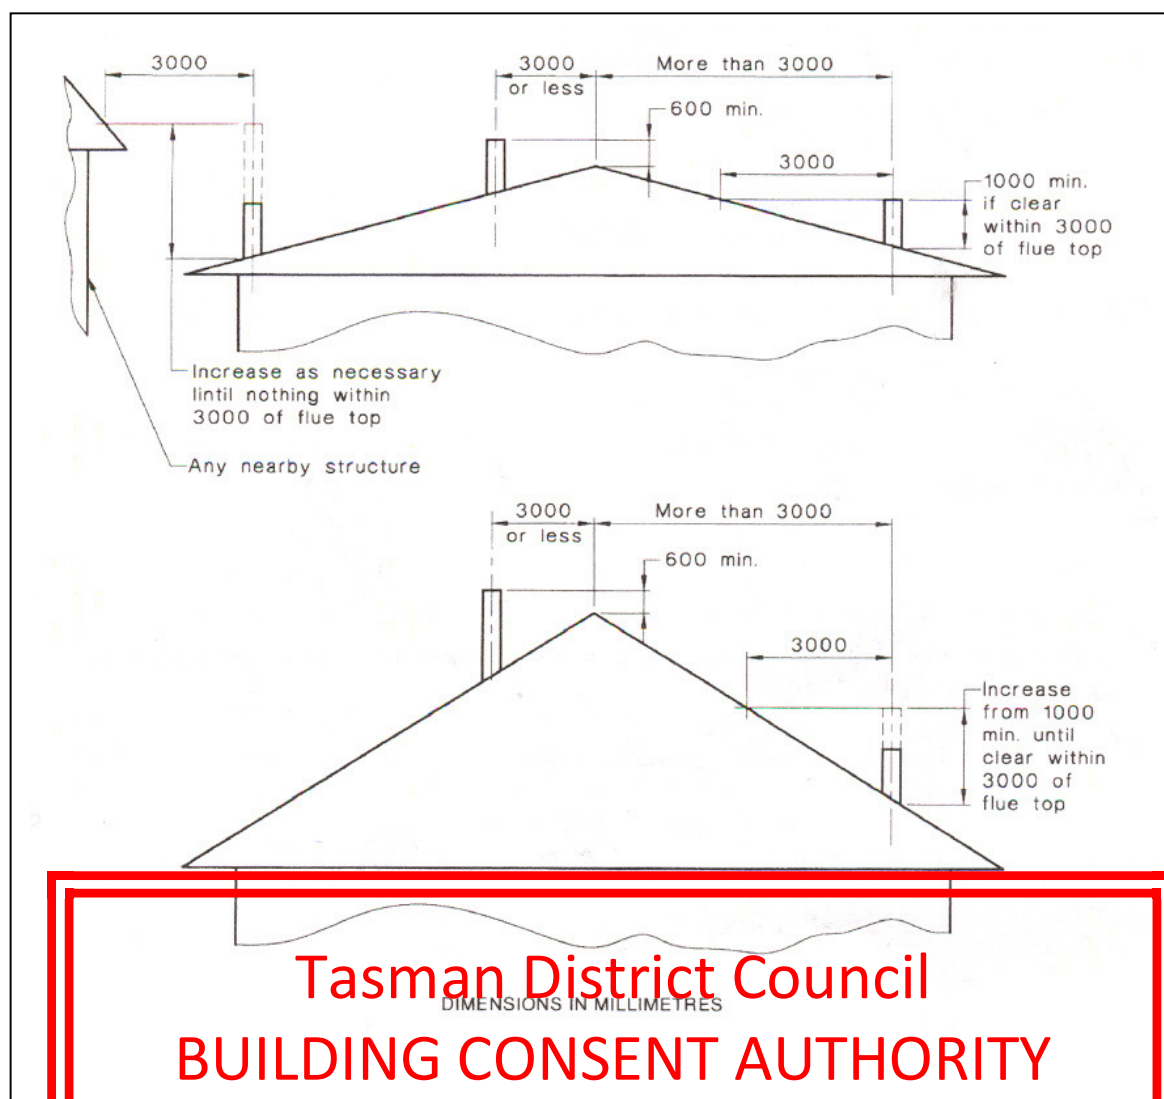 3000
3000
or less
More than 3000
600 min.
3000
1000 min.
if clear
within 3000
of flue top
Increase as necessary
lintil nothing within
3000 of flue top
Any nearby structure
3000
or less
More than 3000
600 min.
3000
Increase
from 1000
min. until
clear within
3000 of
flue top
Tasman District Council
DIMENSIONS IN MILLIMETRES
BUILDING CONSENT AUTHORITY